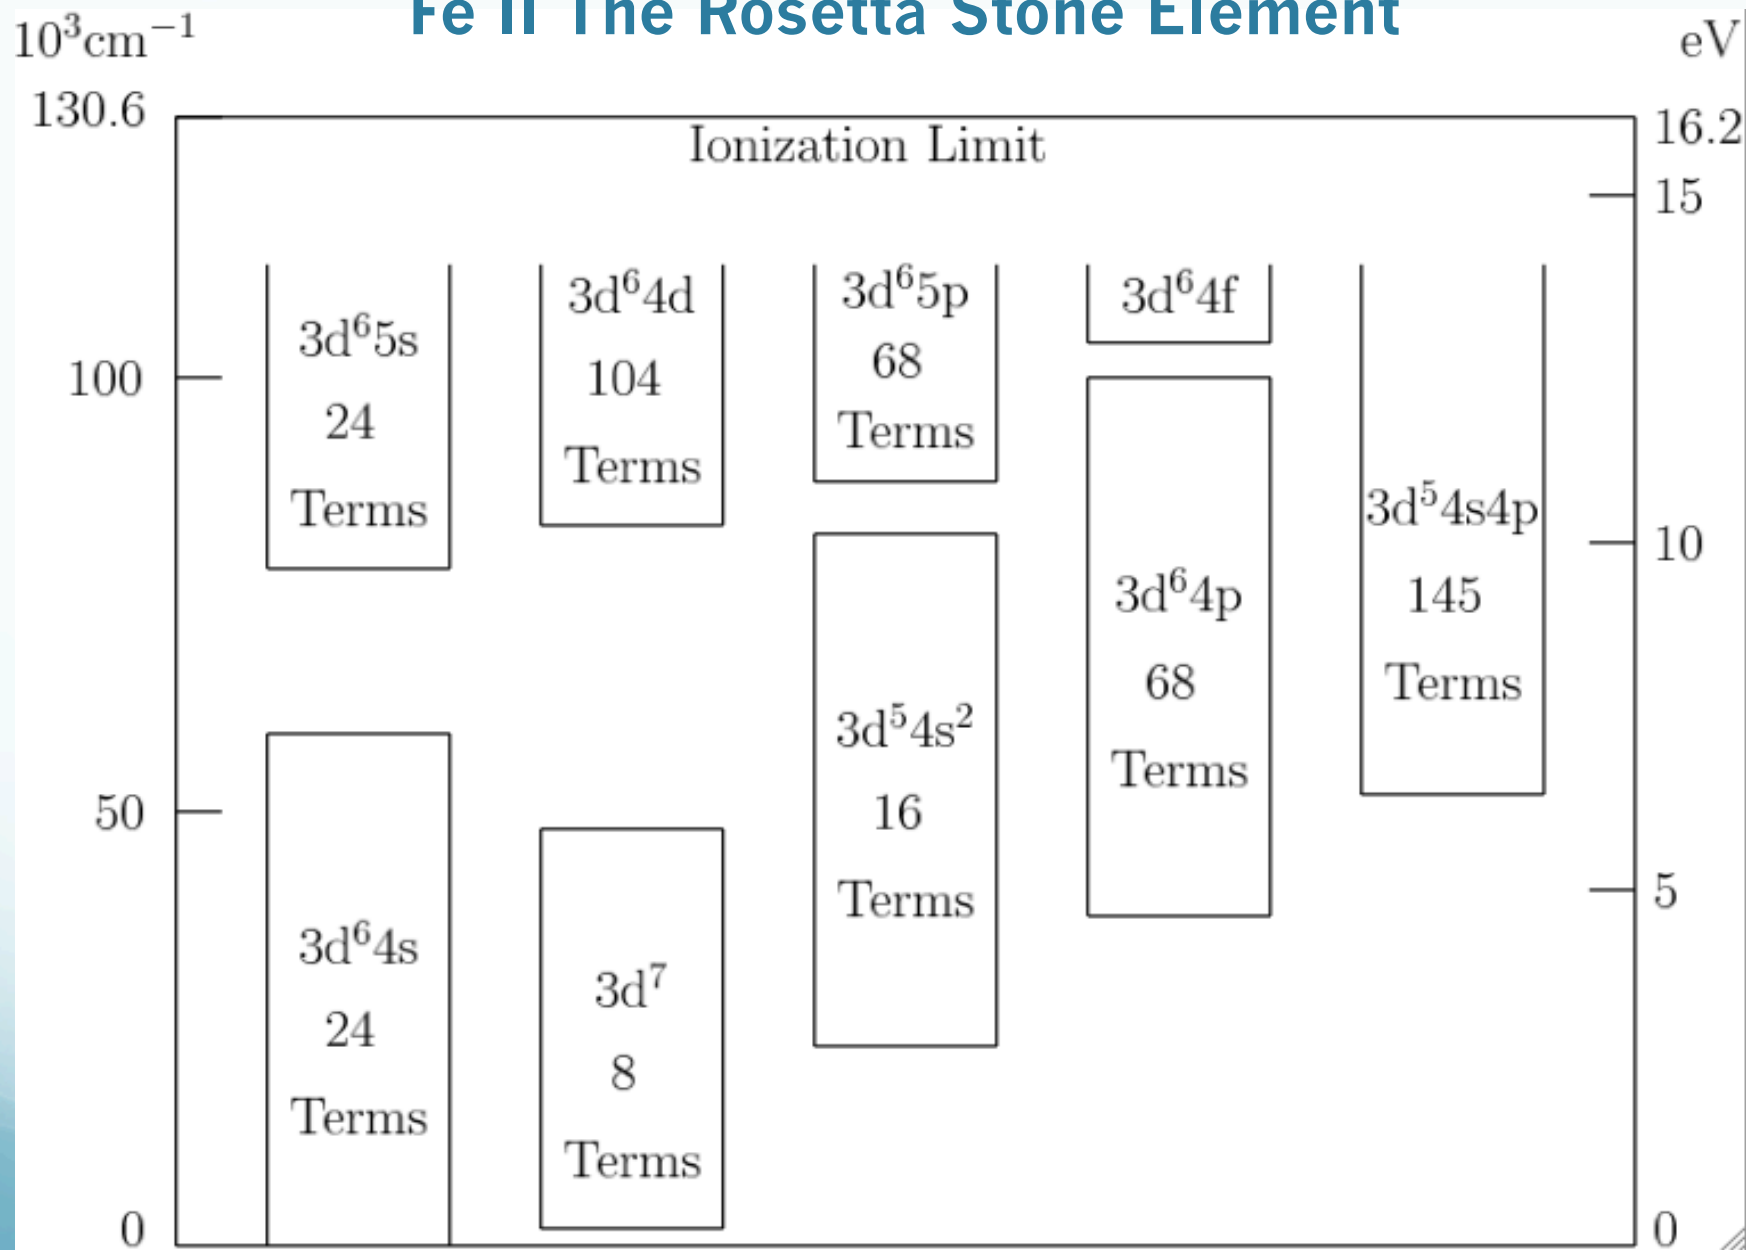 Fe II The Rosetta Stone Element
10³cm⁻¹
eV
130.6
16.2
Ionization Limit
15
3d⁶5s
24
Terms
3d⁶4d
104
Terms
3d⁶5p
68
Terms
3d⁶4f
100
3d⁵4s4p
145
Terms
10
3d⁶4p
68
Terms
3d⁵4s²
16
Terms
50
5
3d⁶4s
24
Terms
3d⁷
8
Terms
0
0